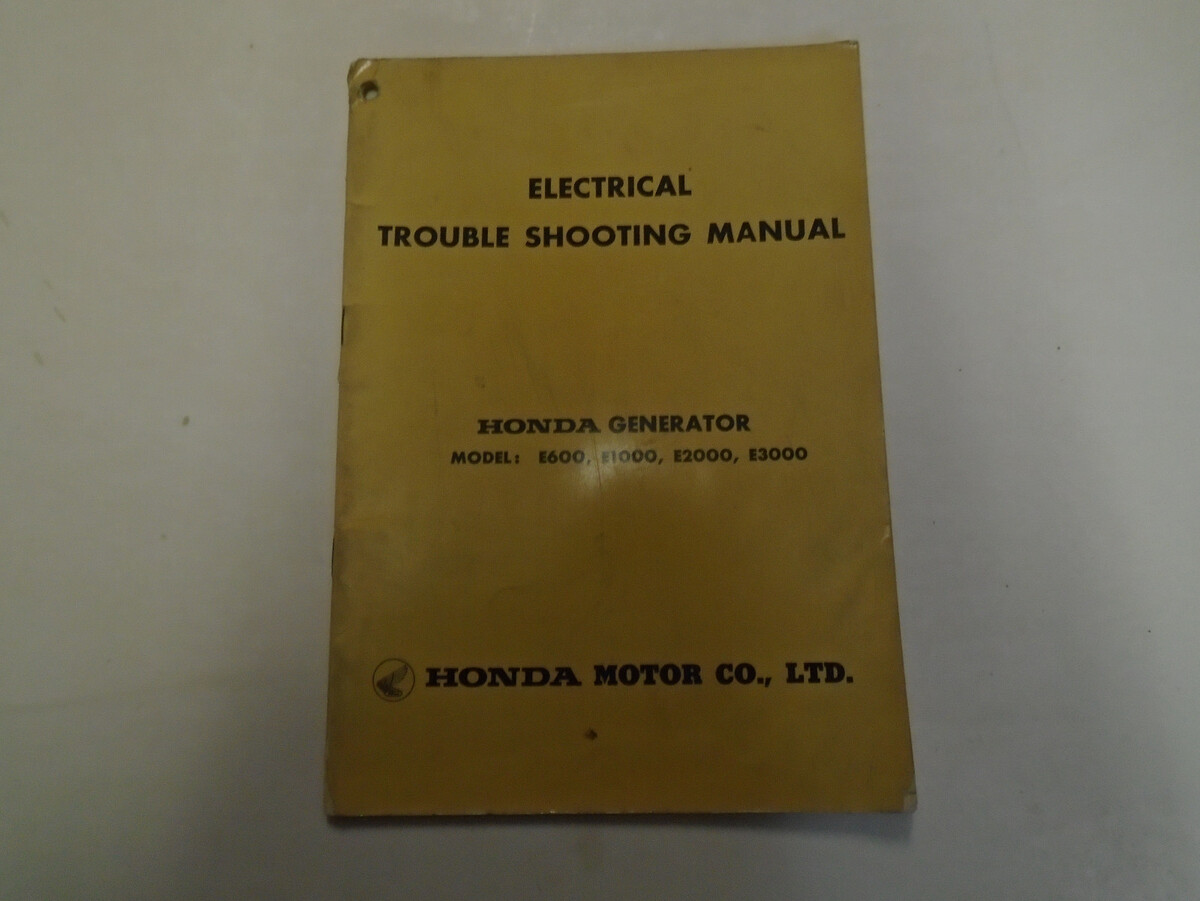 ELECTRICAL
TROUBLE SHOOTING MANUAL
HONDA GENERATOR
MODEL: E600, E1000, E2000, E3000
HONDA MOTOR CO., LTD.